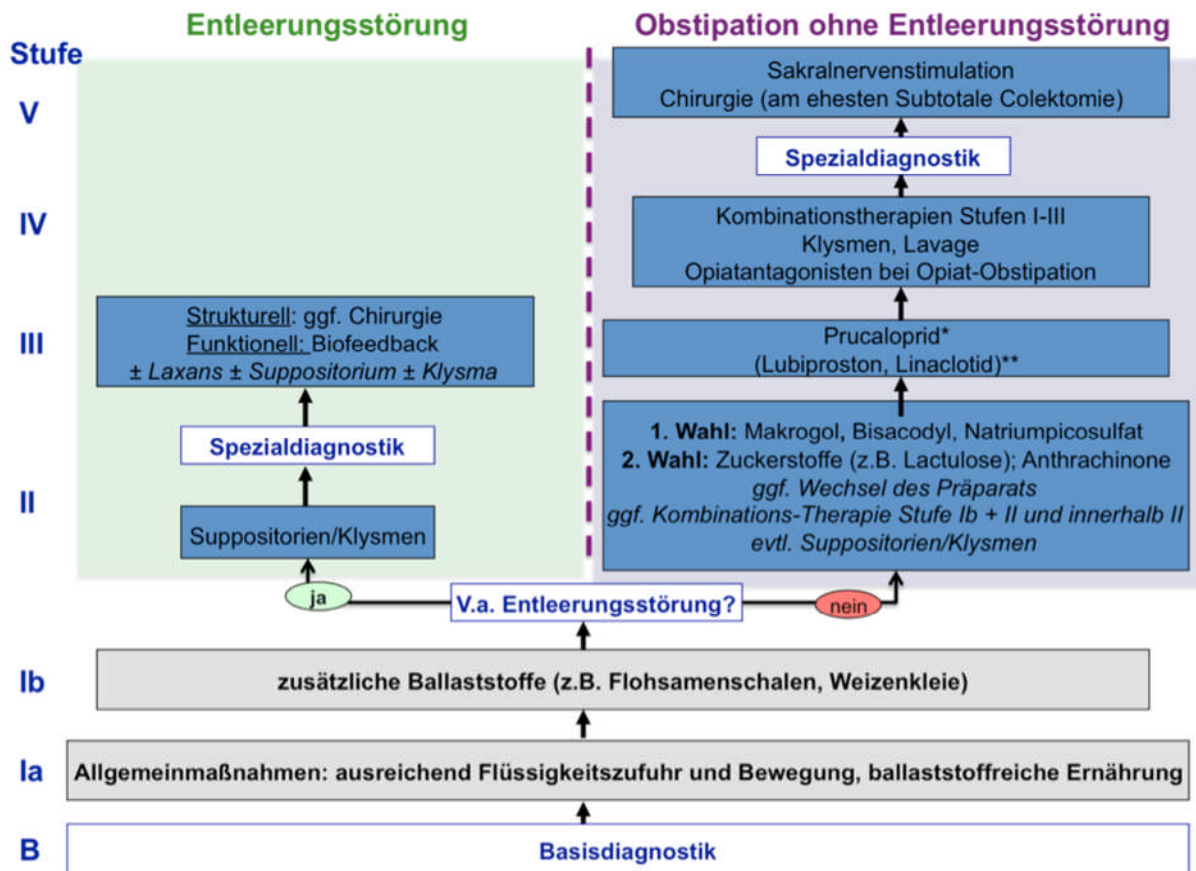 Entleerungsstörung
Obstipation ohne Entleerungsstörung
Stufe
V
Sakralnervenstimulation
Chirurgie (am ehesten Subtotale Colektomie)
Spezialdiagnostik
IV
Kombinationstherapien Stufen I-III
Klysmen, Lavage
Opiatantagonisten bei Opiat-Obstipation
III
Strukturell: ggf. Chirurgie
Funktionell: Biofeedback
± Laxans ± Suppositorium ± Klysma
Prucaloprid*
(Lubiproston, Linaclotid)**
Spezialdiagnostik
II
Suppositorien/Klysmen
1. Wahl: Makrogol, Bisacodyl, Natriumpicosulfat
2. Wahl: Zuckerstoffe (z.B. Lactulose); Anthrachinone
ggf. Wechsel des Präparats
ggf. Kombinations-Therapie Stufe Ib + II und innerhalb II
evtl. Suppositorien/Klysmen
ja
V.a. Entleerungsstörung?
nein
Ib
zusätzliche Ballaststoffe (z.B. Flohsamenschalen, Weizenkleie)
Ia
Allgemeinmaßnahmen: ausreichend Flüssigkeitszufuhr und Bewegung, ballaststoffreiche Ernährung
B
Basisdiagnostik